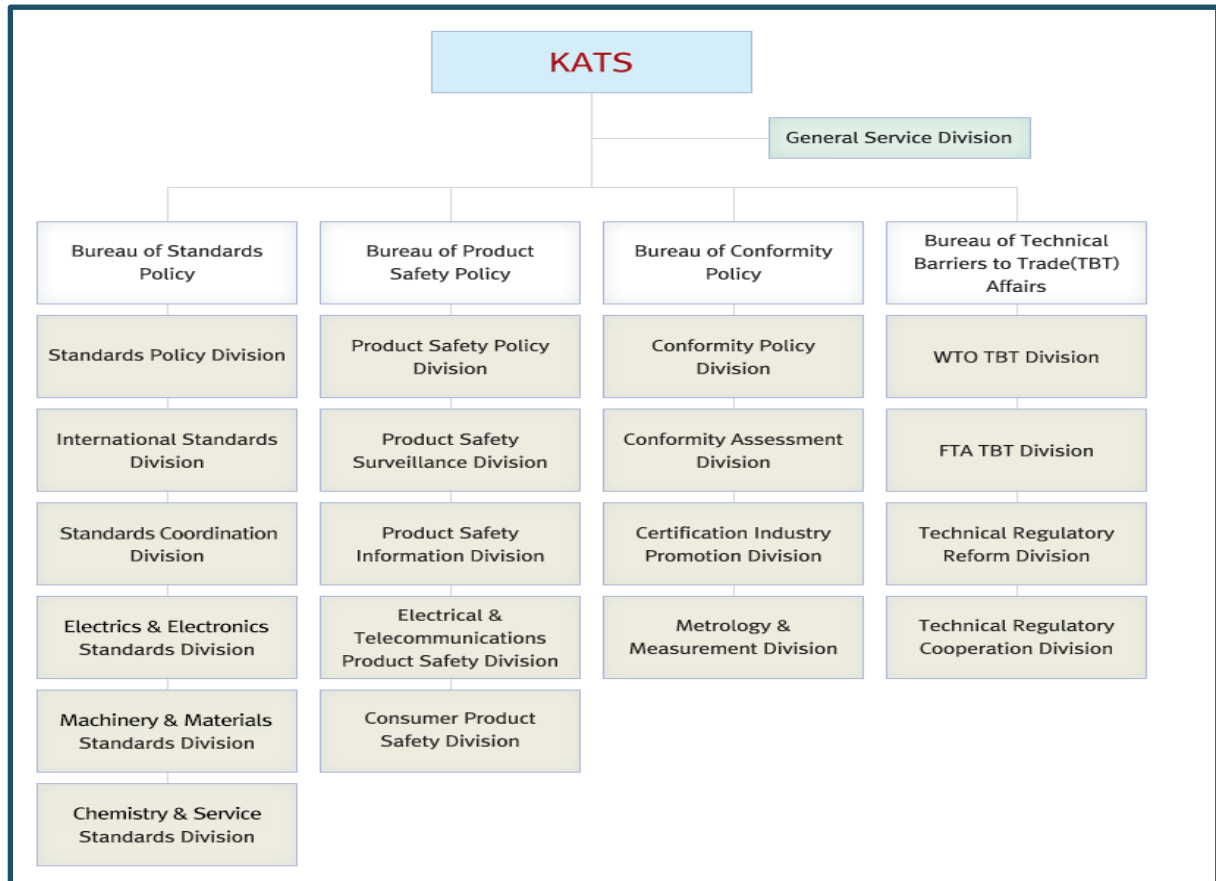 KATS
General Service Division
Bureau of Standards
Policy
Standards Policy Division
International Standards
Division
Standards Coordination
Division
Electrics & Electronics
Standards Division
Machinery & Materials
Standards Division
Chemistry & Service
Standards Division
Bureau of Product
Safety Policy
Product Safety Policy
Division
Product Safety
Surveillance Division
Product Safety
Information Division
Electrical &
Telecommunications
Product Safety Division
Consumer Product
Safety Division
Bureau of Conformity
Policy
Conformity Policy
Division
Conformity Assessment
Division
Certification Industry
Promotion Division
Metrology &
Measurement Division
Bureau of Technical
Barriers to Trade(TBT)
Affairs
WTO TBT Division
FTA TBT Division
Technical Regulatory
Reform Division
Technical Regulatory
Cooperation Division